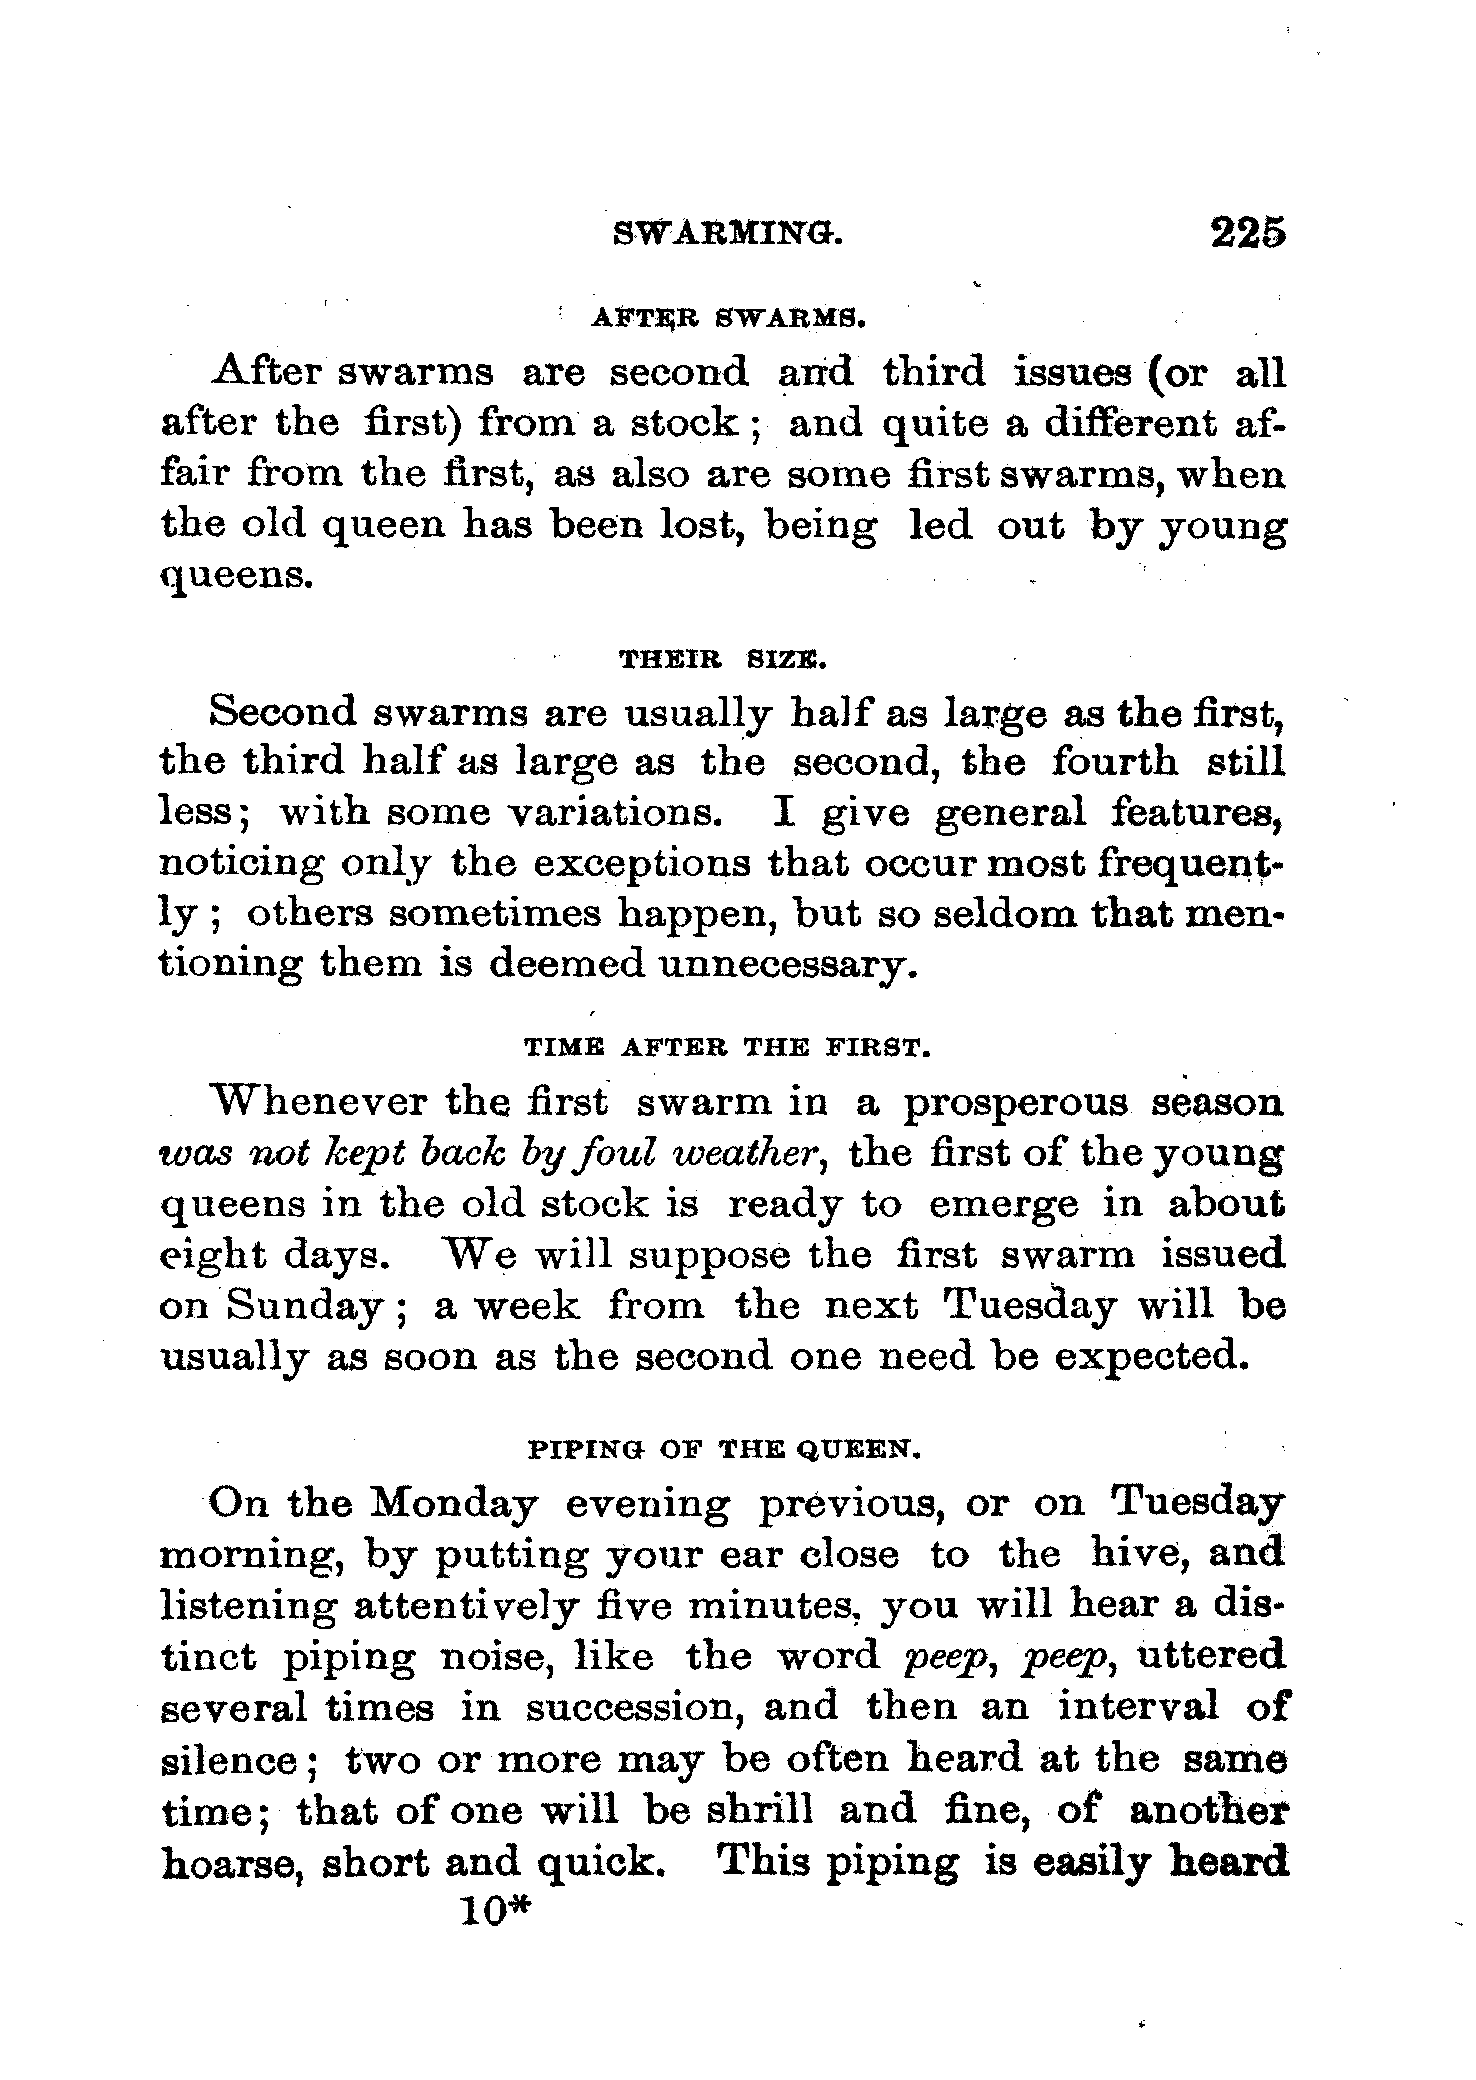 SWARMING. 225
AFTER SWARMS.
After swarms are second and third issues (or all
after the first) from a stock; and quite a different af-
fair from the first, as also are some first swarms, when
the old queen has been lost, being led out by young
queens.
THEIR SIZE.
Second swarms are usually half as large as the first,
the third half as large as the second, the fourth still
less; with some variations. I give general features,
noticing only the exceptions that occur most frequent-
ly; others sometimes happen, but so seldom that men-
tioning them is deemed unnecessary.
TIME AFTER THE FIRST.
Whenever the first swarm in a prosperous season
was not kept back by foul weather, the first of the young
queens in the old stock is ready to emerge in about
eight days. We will suppose the first swarm issued
on Sunday; a week from the next Tuesday will be
usually as soon as the second one need be expected.
PIPING OF THE QUEEN.
On the Monday evening previous, or on Tuesday
morning, by putting your ear close to the hive, and
listening attentively five minutes, you will hear a dis-
tinct piping noise, like the word peep, peep, uttered
several times in succession, and then an interval of
silence; two or more may be often heard at the same
time; that of one will be shrill and fine, of another
hoarse, short and quick. This piping is easily heard
10*